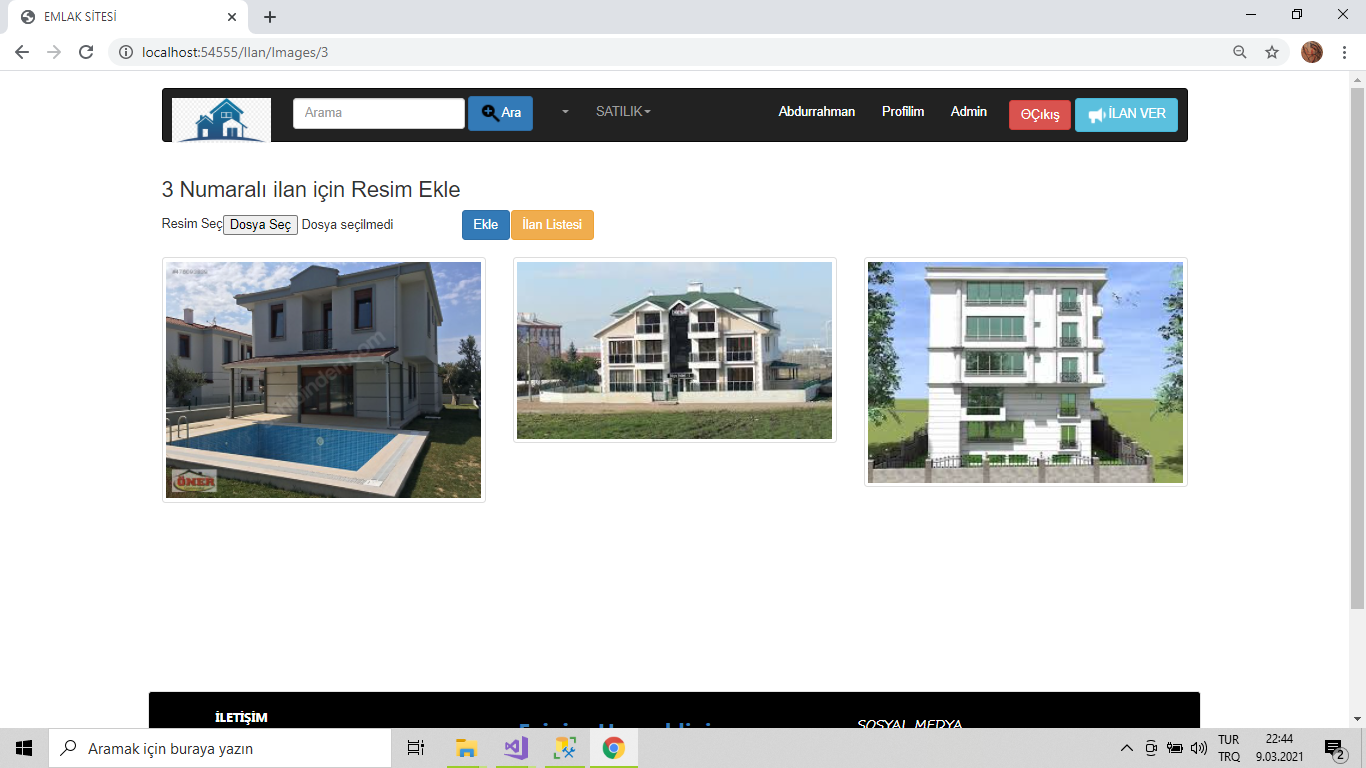 EMLAK SİTESİ
localhost:54555/Ilan/Images/3
Arama
Ara
SATILIK
Abdurrahman
Profilim
Admin
Çıkış
İLAN VER
3 Numaralı ilan için Resim Ekle
Resim Seç Dosya Seç Dosya seçilmedi
Ekle
İlan Listesi
ÖMER
İLETİŞİM
SOSYAL MEDYA
Aramak için buraya yazın
TUR
TRQ
22:44
9.03.2021
2